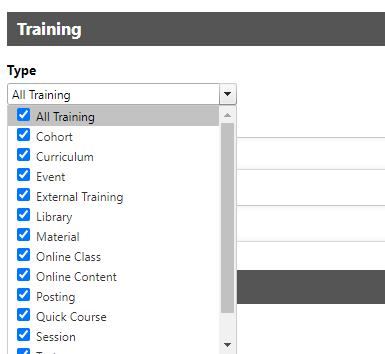 Training
Type
All Training
All Training
Cohort
Curriculum
Event
External Training
Library
Material
Online Class
Online Content
Posting
Quick Course
Session